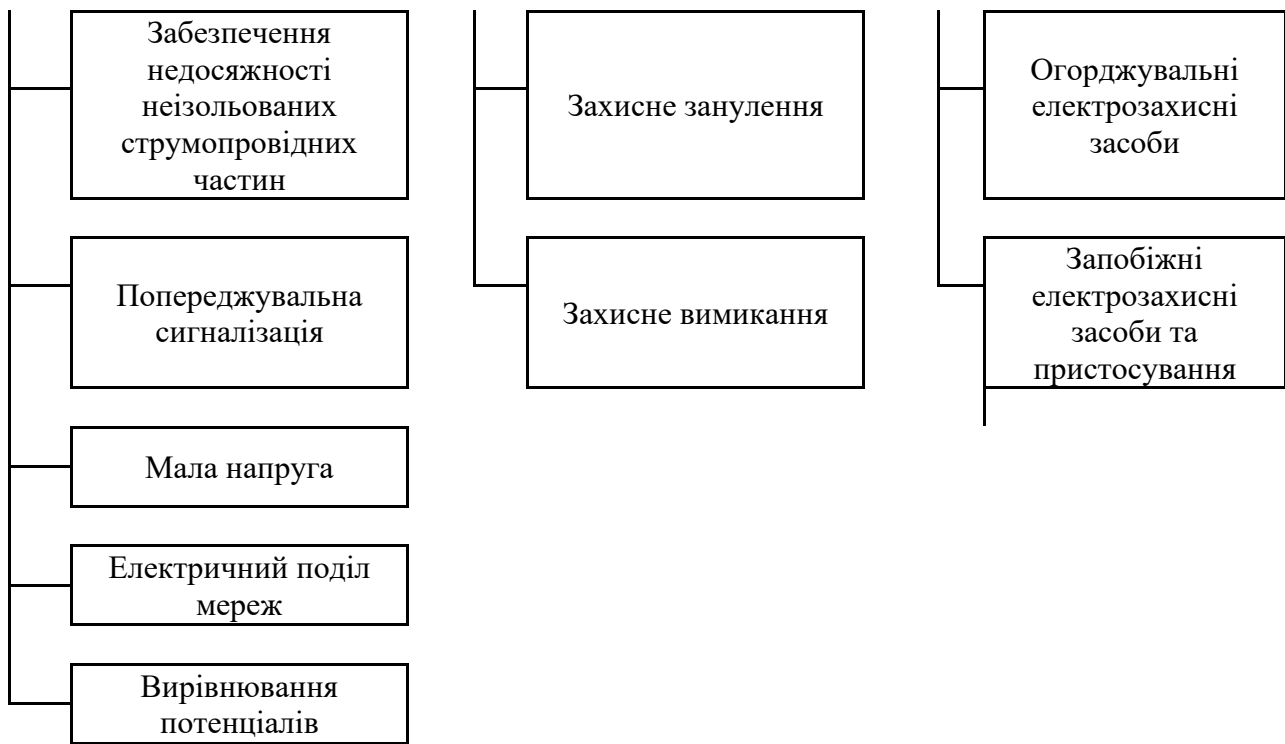 Забезпечення
недосяжності
неізольованих
струмопровідних
частин
Попереджувальна
сигналізація
Мала напруга
Електричний поділ
мереж
Вирівнювання
потенціалів
Захисне занулення
Захисне вимикання
Огорджувальні
електрозахисні
засоби
Запобіжні
електрозахисні
засоби та
пристосування